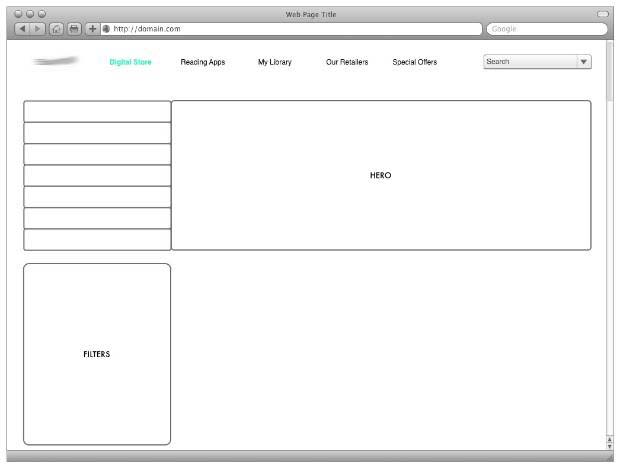 Web Page Title
http://domain.com
Google
Digital Store
Reading Apps
My Library
Our Retailers
Special Offers
Search
HERO
FILTERS